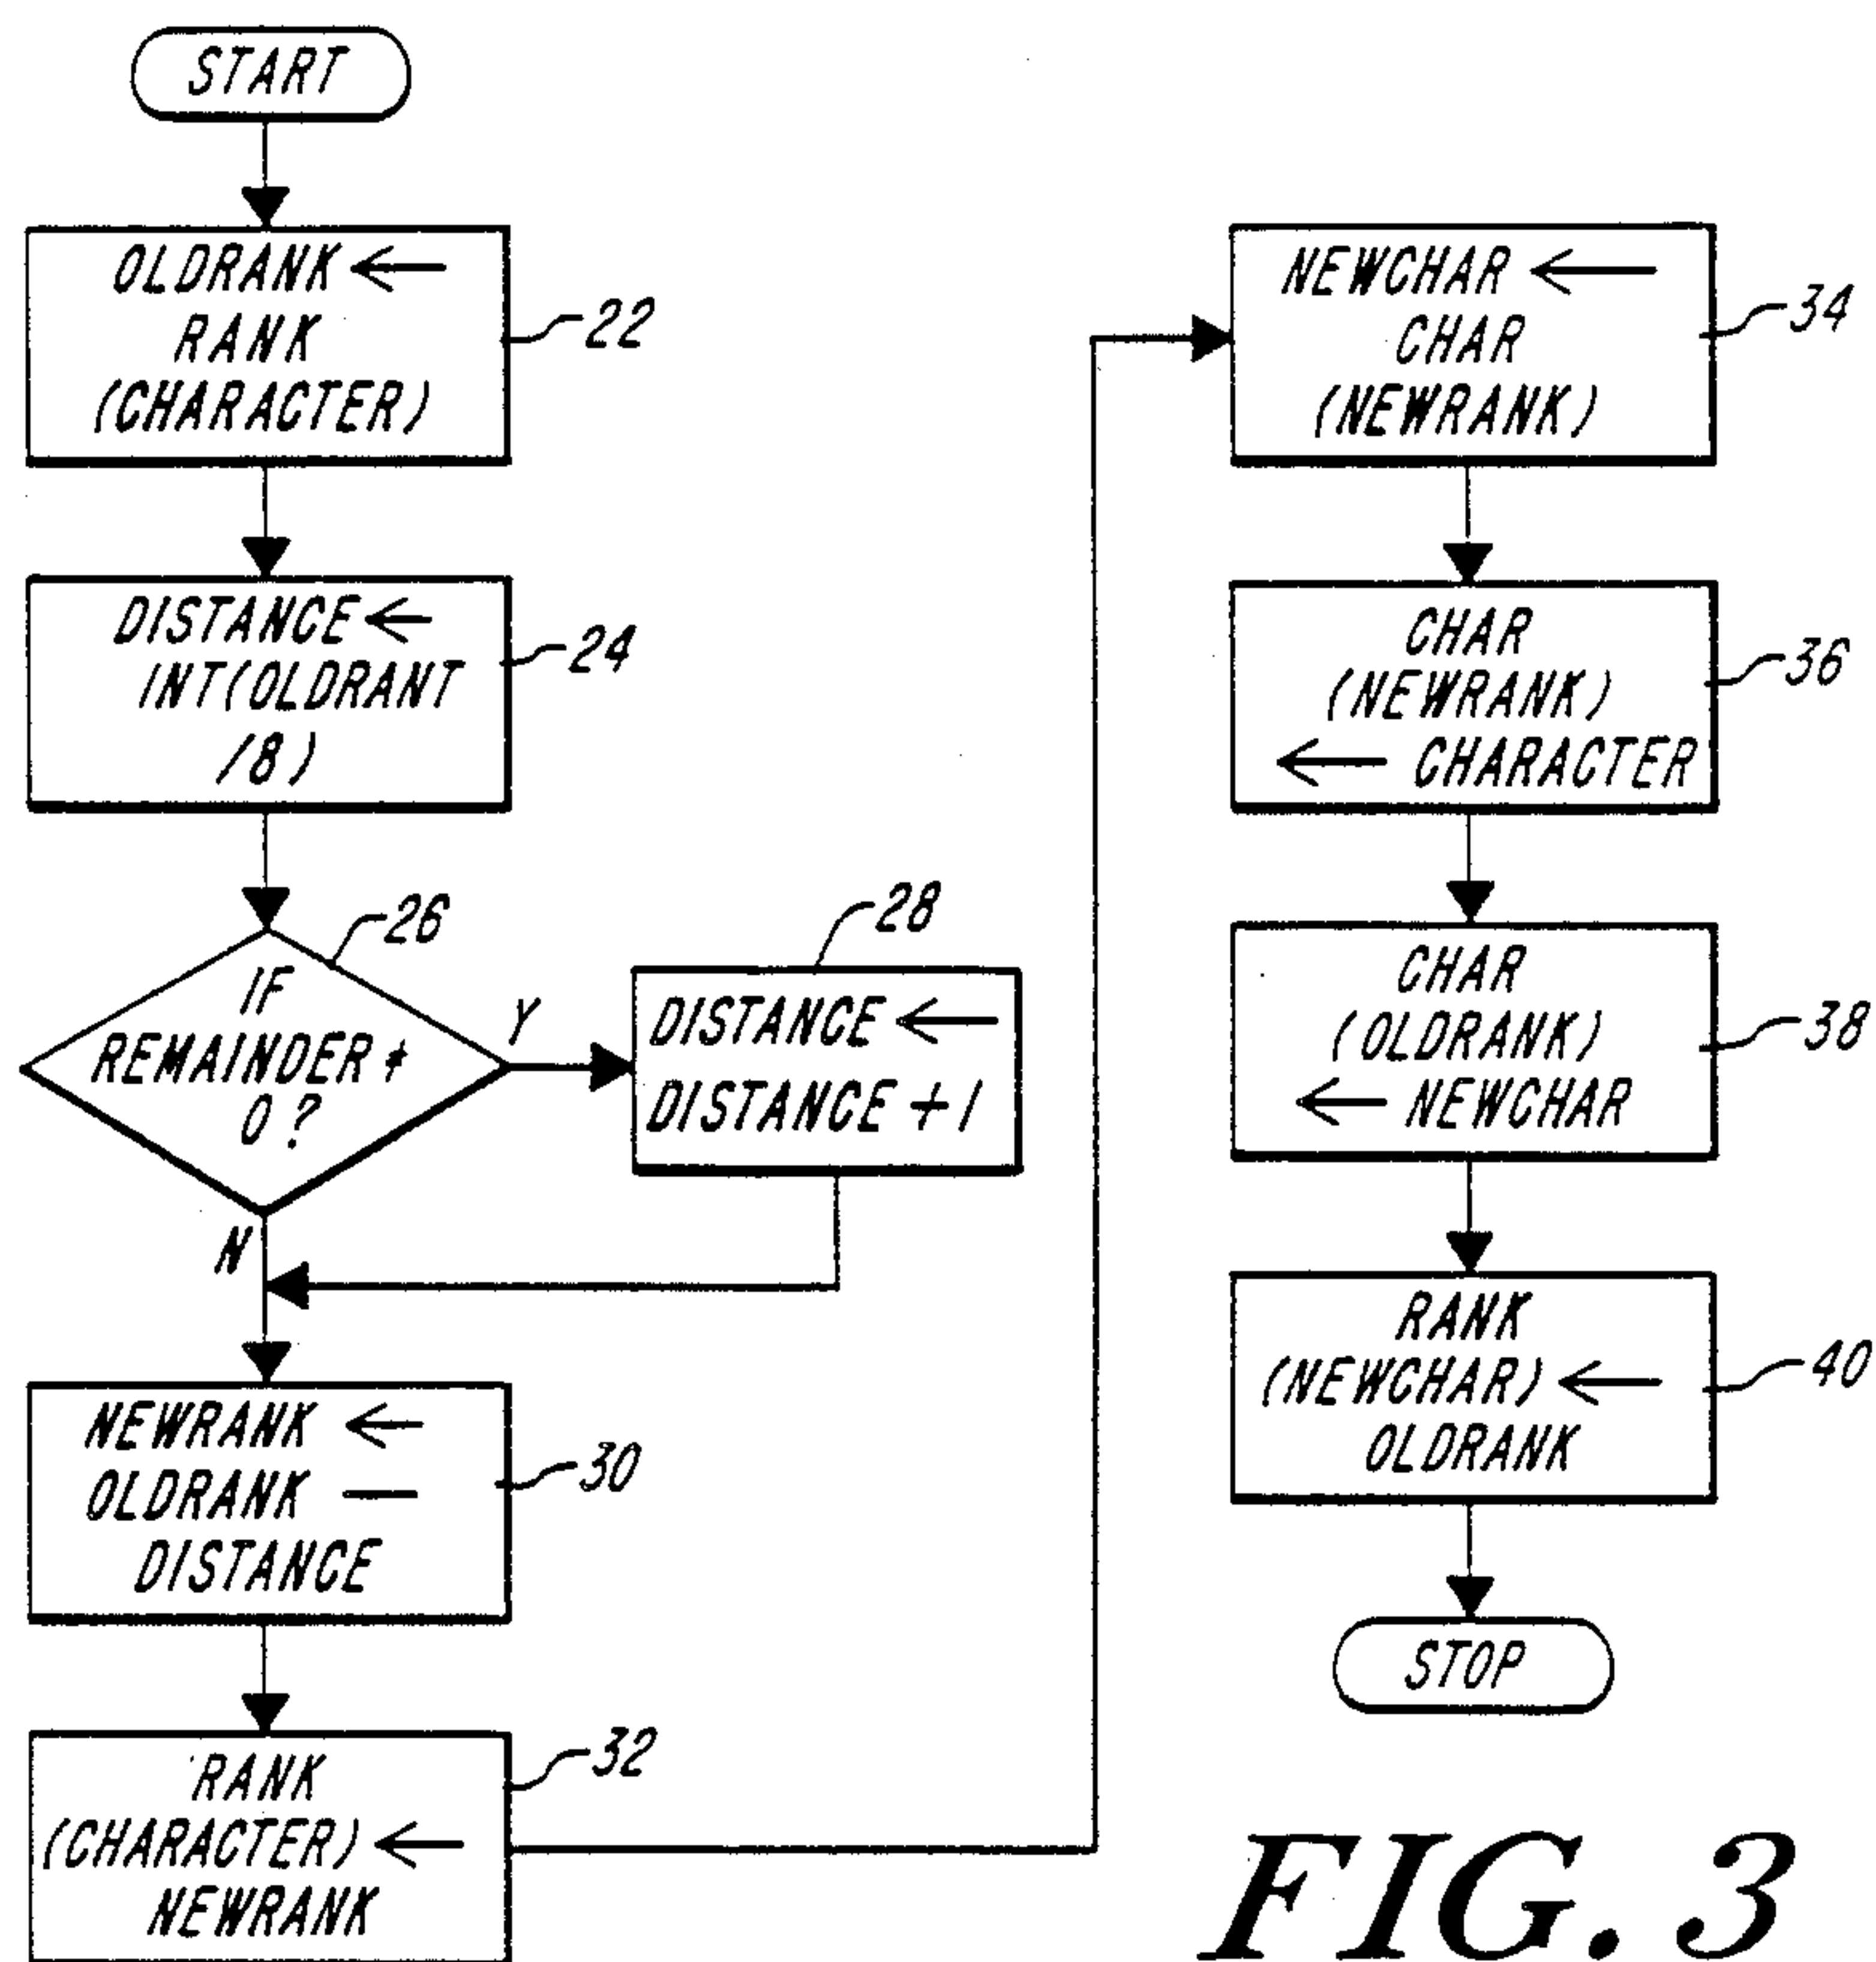 START
OLDRANK ←
RANK
(CHARACTER)
22
DISTANCE ←
INT(OLDRANT
/8)
24
26
IF
REMAINDER ≠
0?
Y
N
28
DISTANCE ←
DISTANCE +1
NEWRANK ←
OLDRANK —
DISTANCE
30
RANK
(CHARACTER) ←
NEWRANK
32
NEWCHAR ←
CHAR
(NEWRANK)
34
CHAR
(NEWRANK)
← CHARACTER
36
CHAR
(OLDRANK)
← NEWCHAR
38
RANK
(NEWCHAR) ←
OLDRANK
40
STOP
FIG. 3